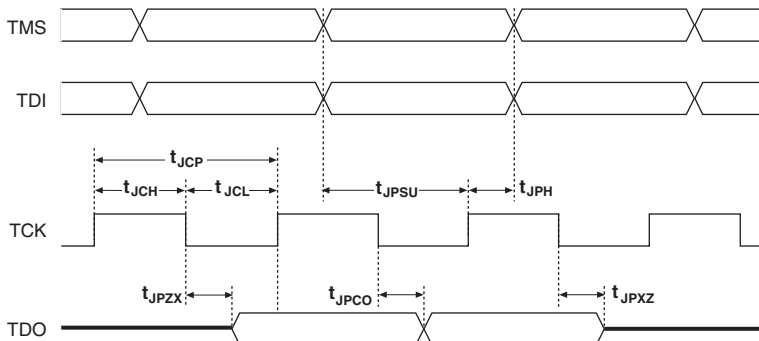 TMS
TDI
tJCP
tJCH tJCL tJPSU tJPH
TCK
tJPZX tJPCO tJPXZ
TDO